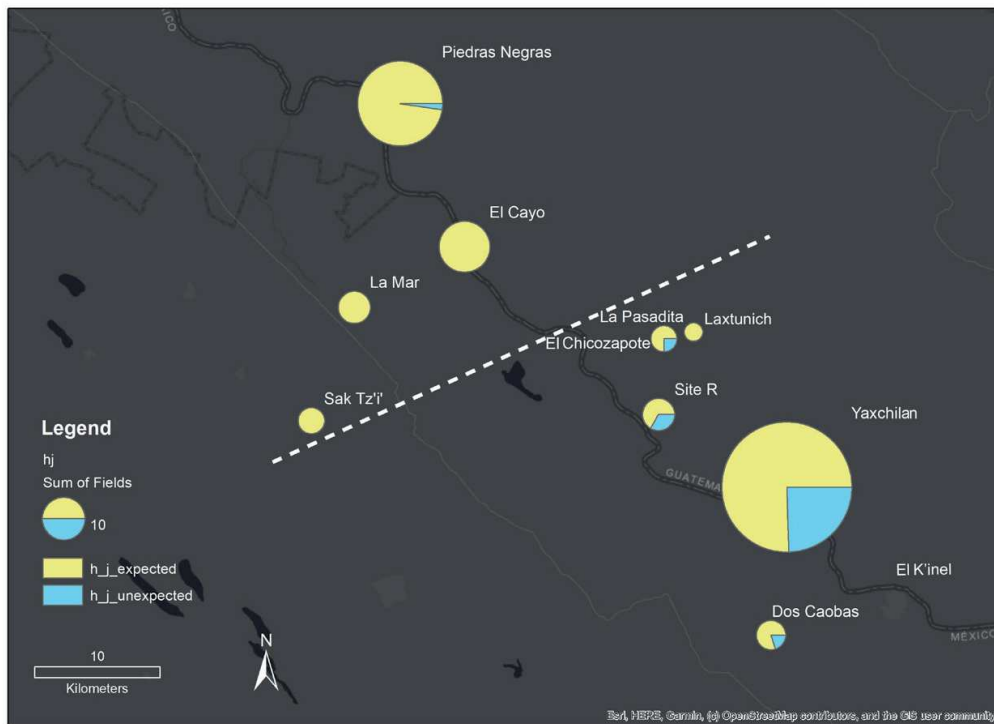 ICO
Piedras Negras
El Cayo
La Mar
La Pasadita
Laxtunich
El Chicozapote
Sak Tz'i'
Site R
Yaxchilan
GUATEMA
El K'inel
Dos Caobas
MÉXICO
Legend
hj
Sum of Fields
10
h_j_expected
h_j_unexpected
10
Kilometers
N
Esri, HERE, Garmin, (c) OpenStreetMap contributors, and the GIS user community